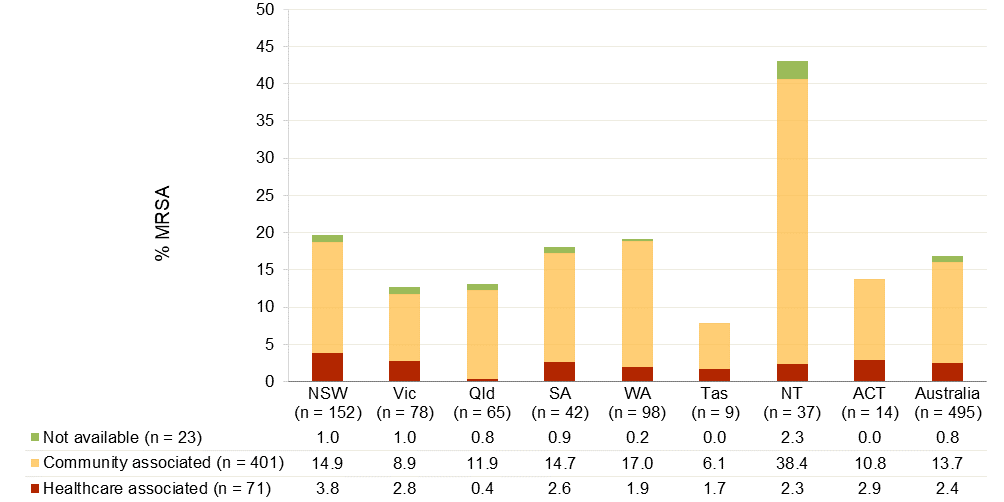 50
45
40
35
30
25
20
15
10
5
0
% MRSA
NSW Vic Qld SA WA Tas NT ACT Australia
(n = 152) (n = 78) (n = 65) (n = 42) (n = 98) (n = 9) (n = 37) (n = 14) (n = 495)
Not available (n = 23) 1.0 1.0 0.8 0.9 0.2 0.0 2.3 0.0 0.8
Community associated (n = 401) 14.9 8.9 11.9 14.7 17.0 6.1 38.4 10.8 13.7
Healthcare associated (n = 71) 3.8 2.8 0.4 2.6 1.9 1.7 2.3 2.9 2.4